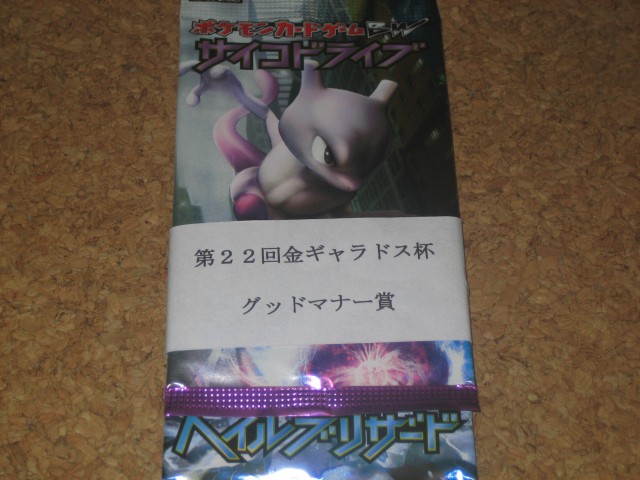 ポケモンカードゲームBW
サイコドライブ
第２２回金ギャラドス杯
グッドマナー賞
ヘイルブリザード